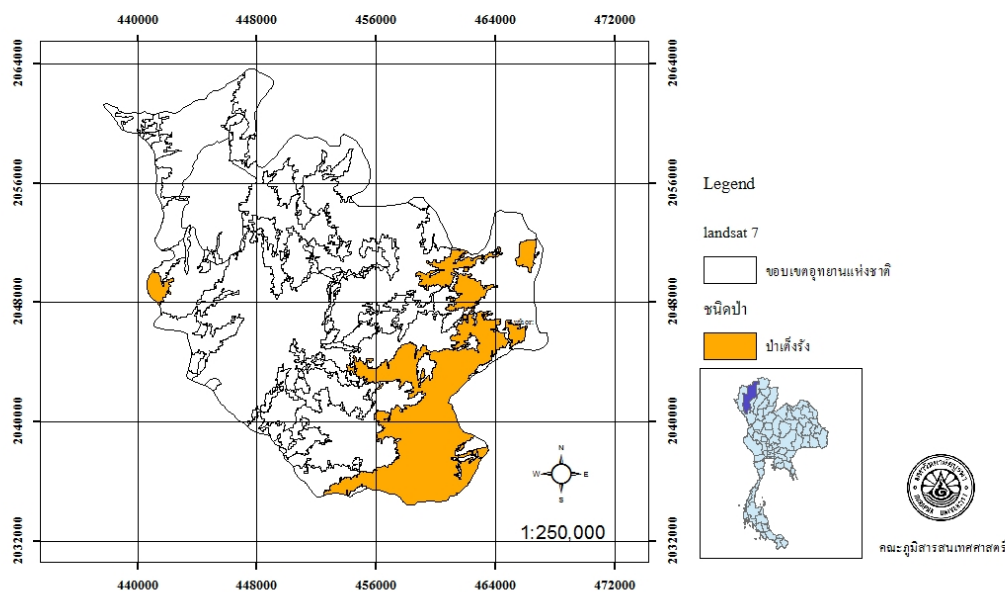 440000 448000 456000 464000 472000
2064000 2064000
2056000 2056000
2048000 2048000
2040000 2040000
2032000 2032000
N
W E
S
1:250,000
440000 448000 456000 464000 472000
Legend
landsat 7
ขอบเขตอุทยานแห่งชาติ
ชนิดป่า
ป่าเต็งรัง
คณะภูมิสารสนเทศศาสตร์